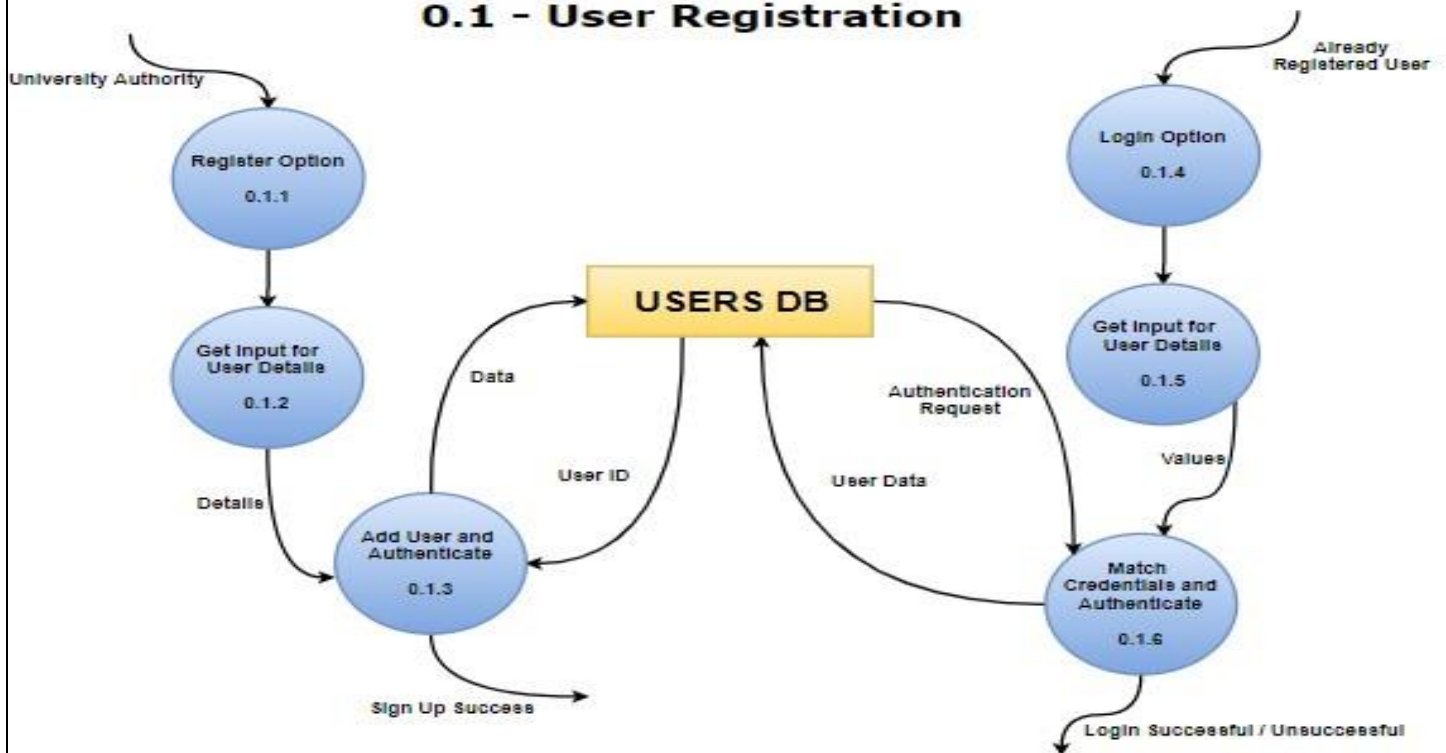 0.1 - User Registration
University Authority
Already
Registered User
Register Option
0.1.1
Login Option
0.1.4
USERS DB
Get Input for
User Details
0.1.2
Get Input for
User Details
0.1.5
Data
Authentication
Request
User ID
User Data
Values
Details
Add User and
Authenticate
0.1.3
Match
Credentials and
Authenticate
0.1.6
Sign Up Success
Login Successful / Unsuccessful